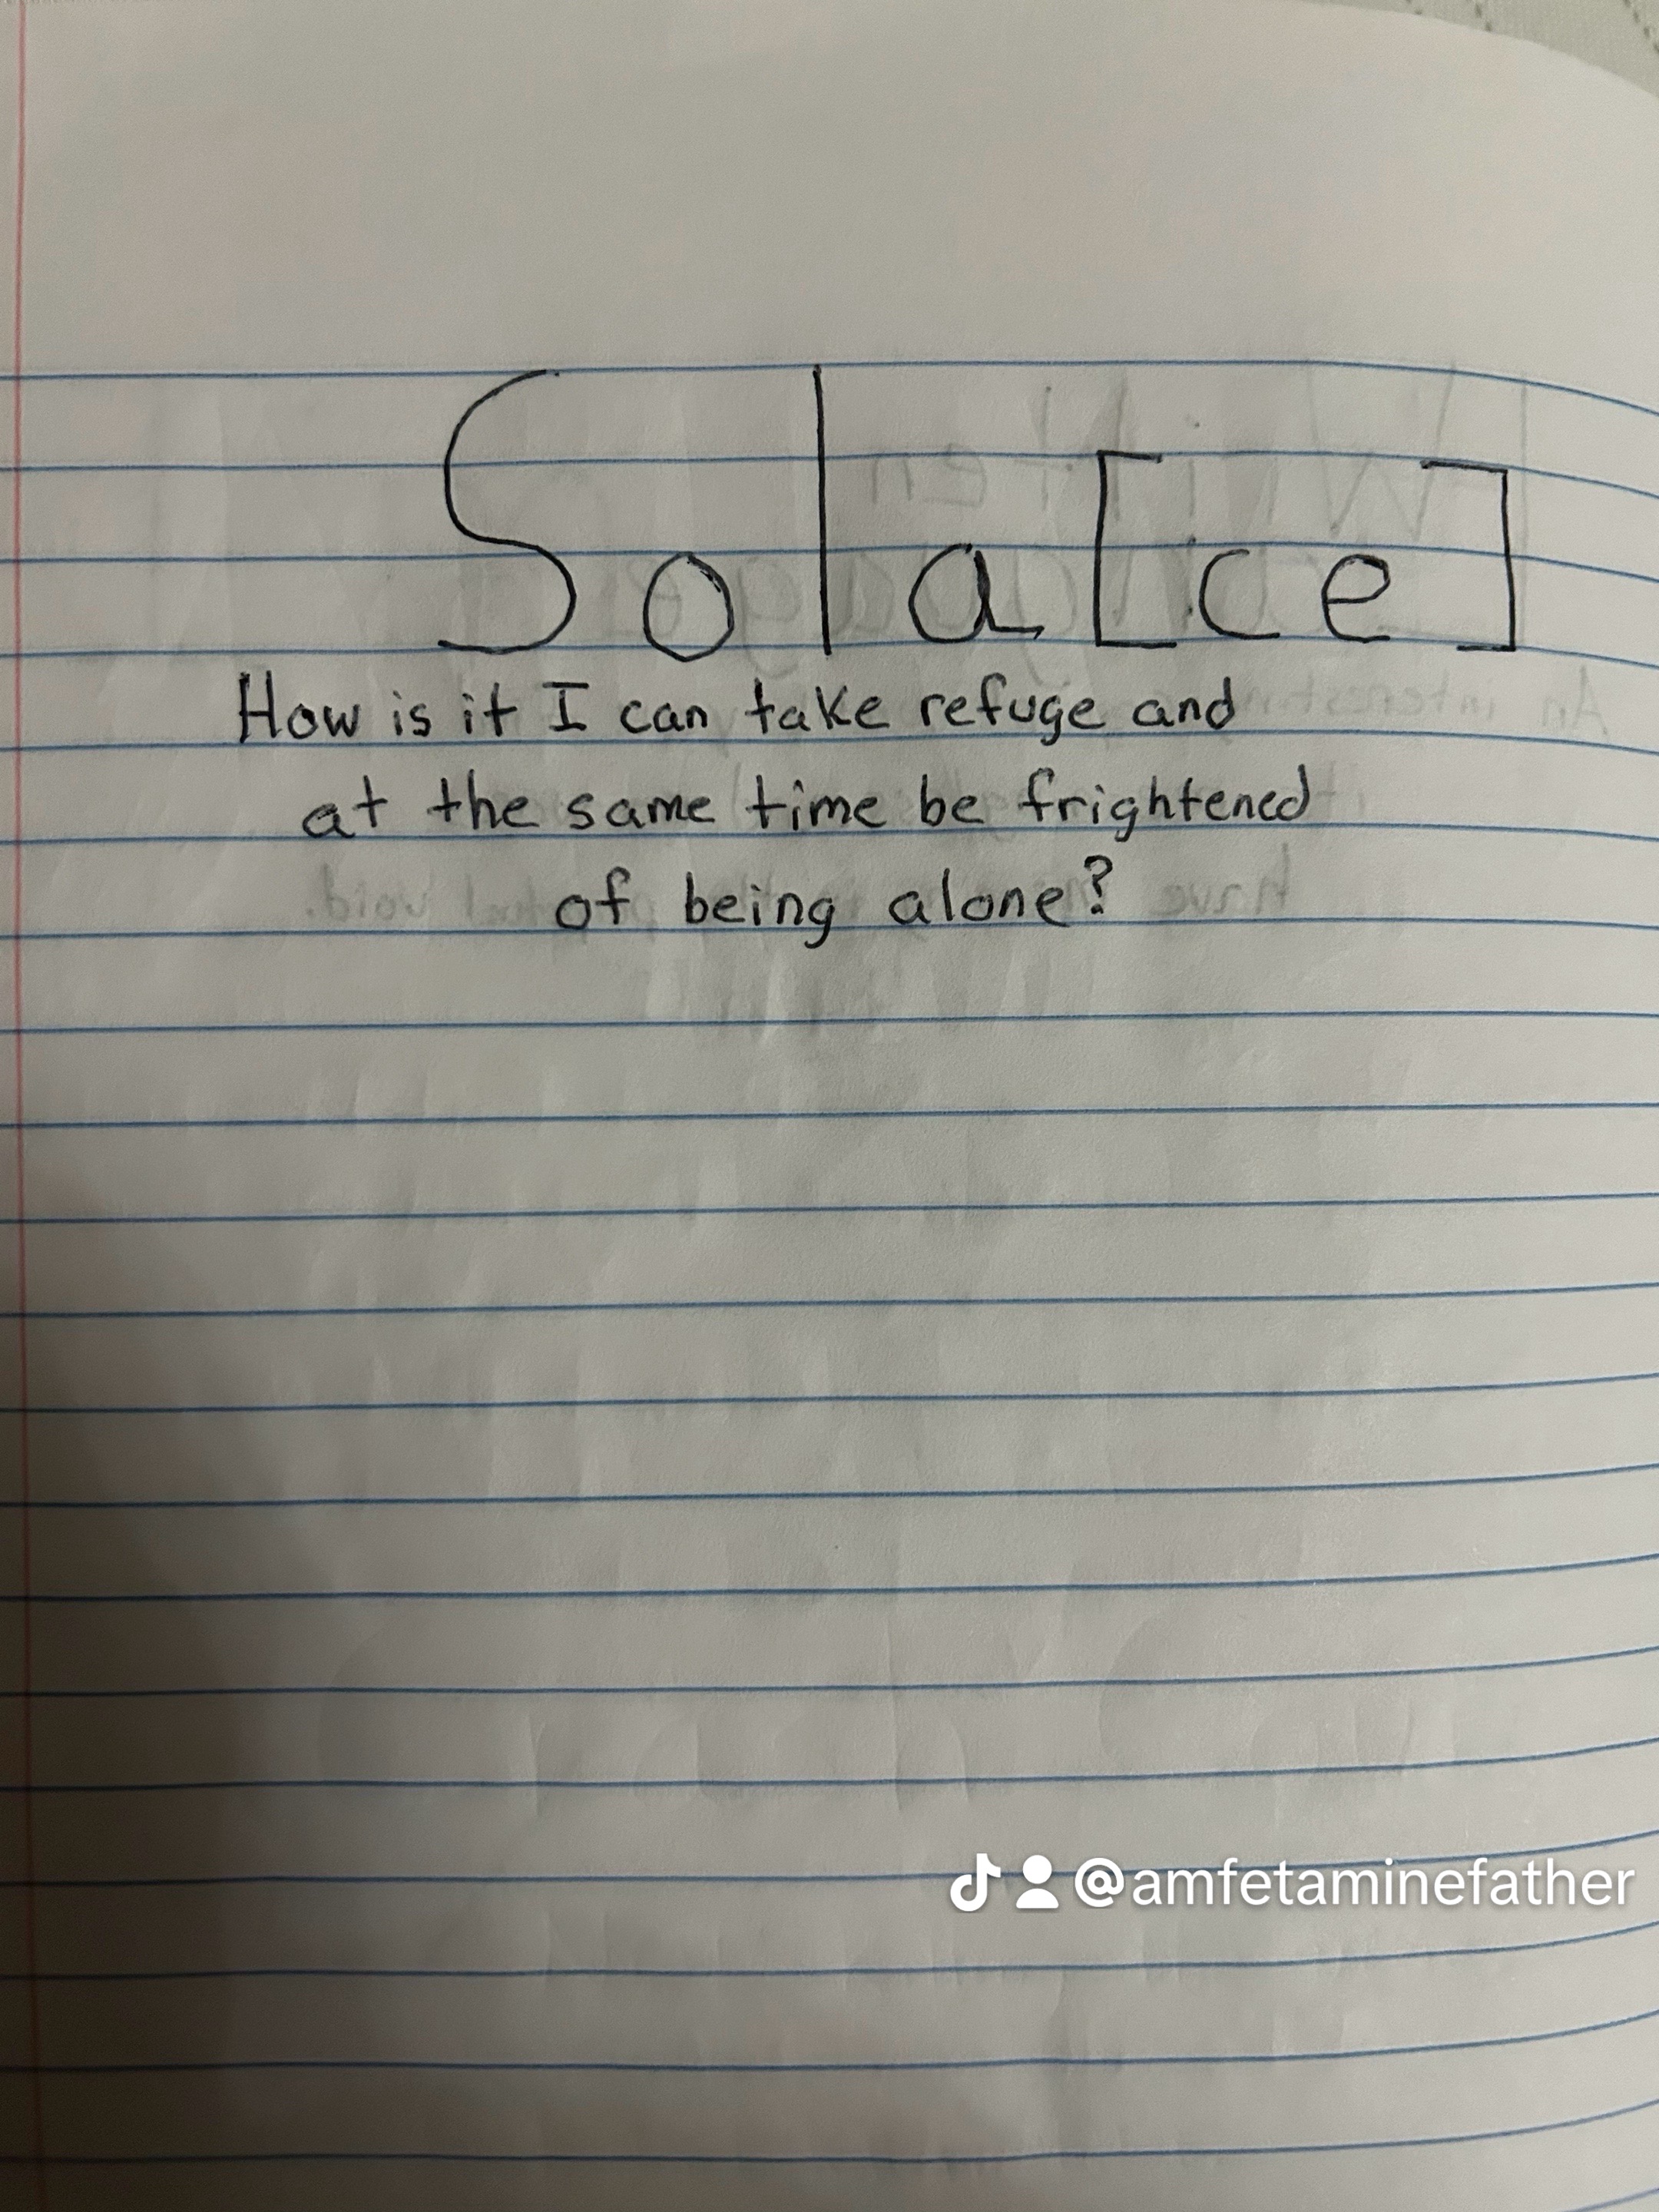 Sola[ce]
How is it I can take refuge and
at the same time be frightened
of being alone?
@amfetaminefather